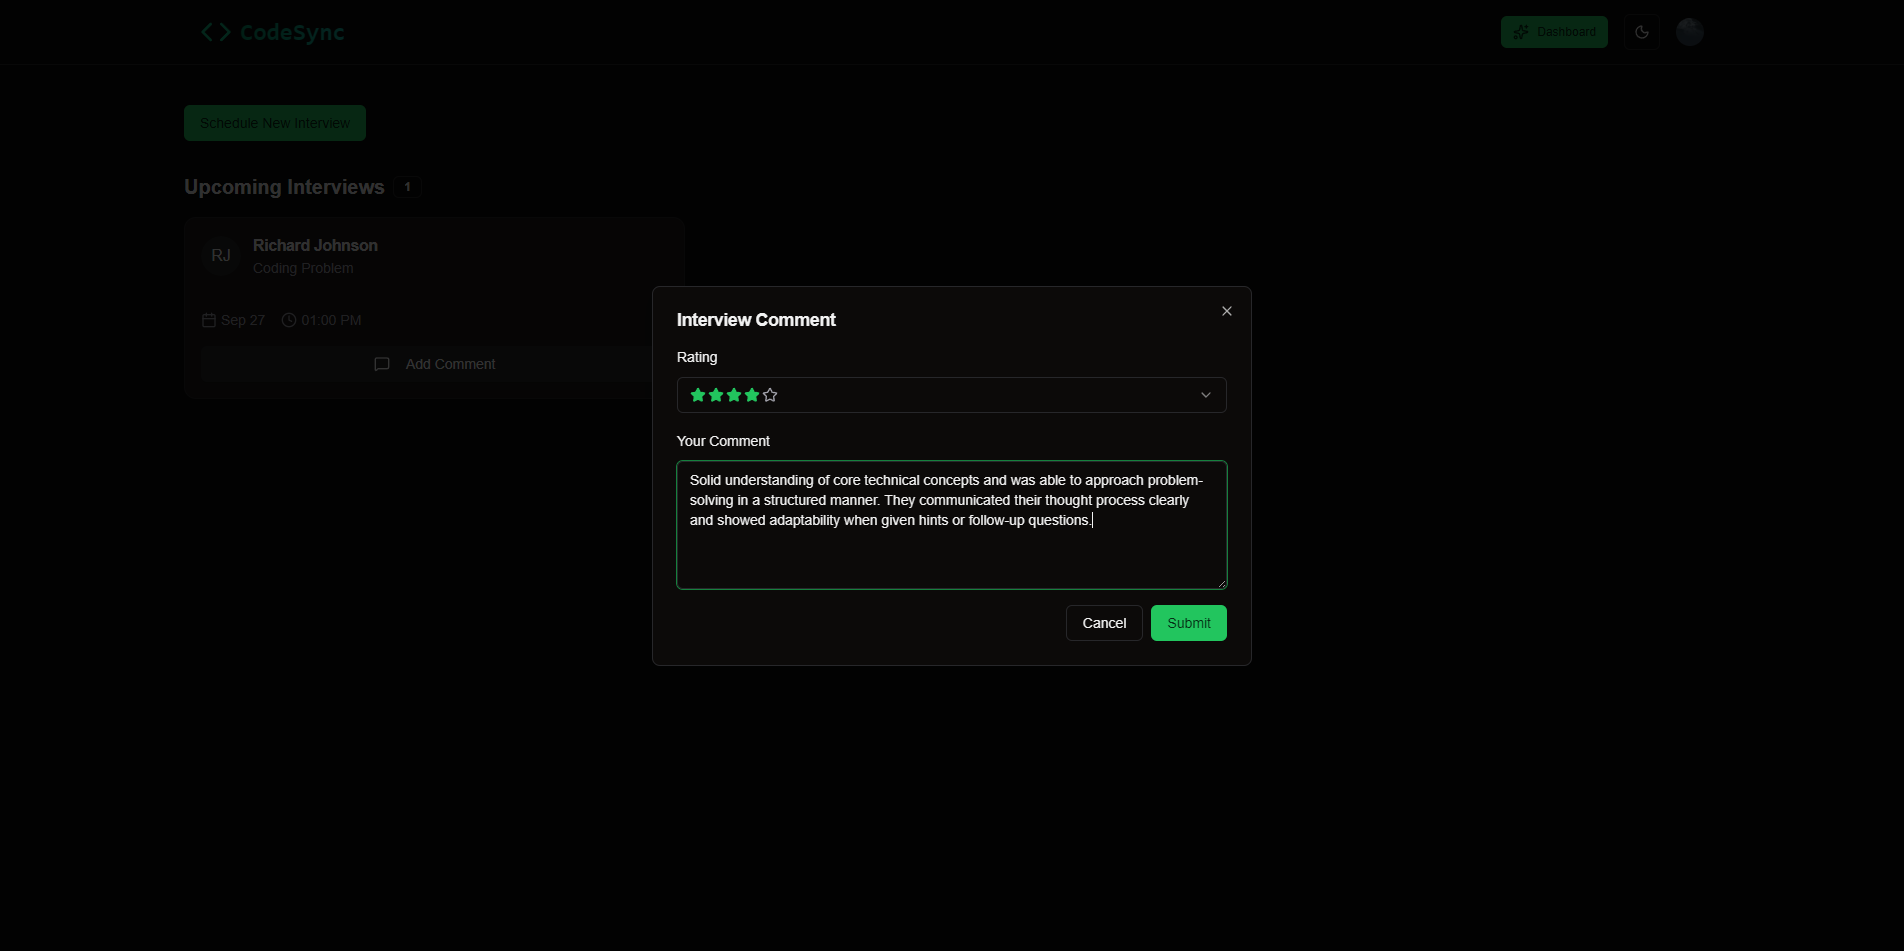 CodeSync
Dashboard
Schedule New Interview
Upcoming Interviews 1
RJ
Richard Johnson
Coding Problem
Sep 27 01:00 PM
Add Comment
Interview Comment
Rating
Your Comment
Solid understanding of core technical concepts and was able to approach problem-
solving in a structured manner. They communicated their thought process clearly
and showed adaptability when given hints or follow-up questions.
Cancel Submit